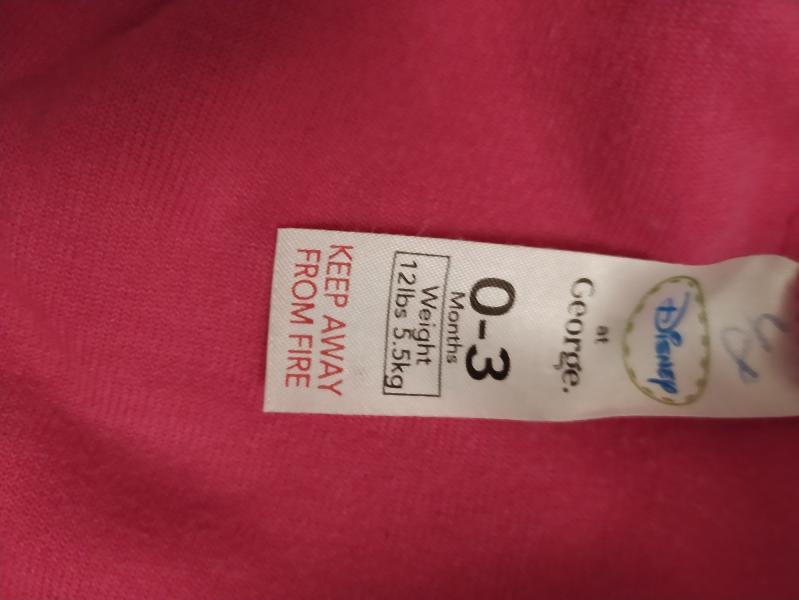 Disney
at
George.
0-3
Months
Weight
12lbs 5.5kg
KEEP AWAY
FROM FIRE